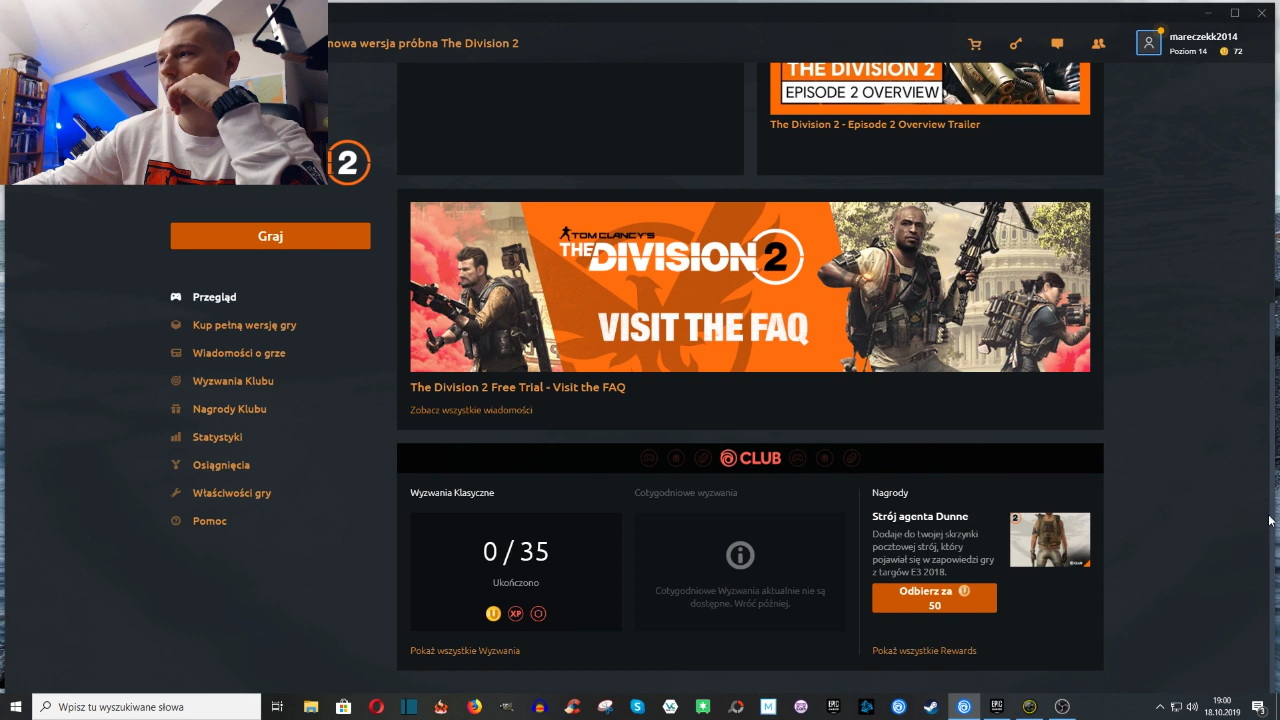 nowa wersja próbna The Division 2
mareczekk2014
Poziom 14 72
THE DIVISION 2
EPISODE 2 OVERVIEW
The Division 2 - Episode 2 Overview Trailer
2
Graj
Przegląd
Kup pełną wersję gry
Wiadomości o grze
Wyzwania Klubu
Nagrody Klubu
Statystyki
Osiągnięcia
Właściwości gry
Pomoc
TOM CLANCY'S
THE DIVISION 2
VISIT THE FAQ
The Division 2 Free Trial - Visit the FAQ
Zobacz wszystkie wiadomości
CLUB
Wyzwania Klasyczne
0 / 35
Ukończono
XP
Pokaż wszystkie Wyzwania
Cotygodniowe wyzwania
Cotygodniowe Wyzwania aktualnie nie są
dostępne. Wróć później.
Nagrody
Strój agenta Dunne
Dodaje do twojej skrzynki
pocztowej strój, który
pojawiał się w zapowiedzi gry
z targów E3 2018.
Odbierz za
50
Pokaż wszystkie Rewards
Wpisz tu wyszukiwane słowa
19:00
18.10.2019